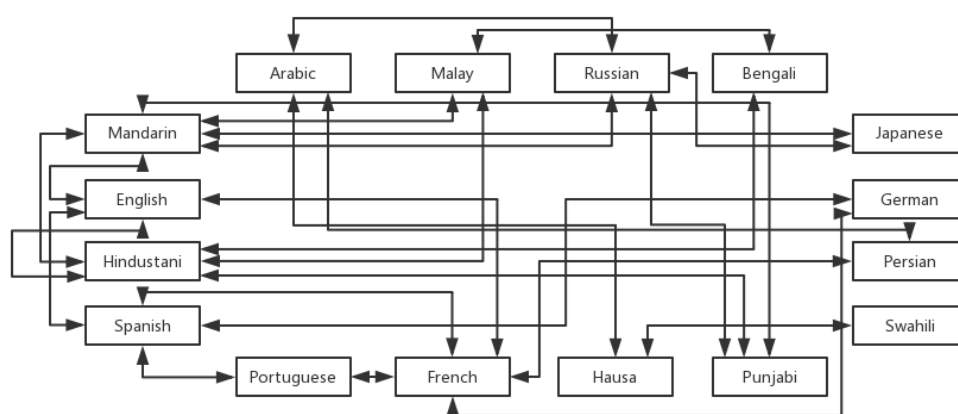 Arabic
Malay
Russian
Bengali
Mandarin
Japanese
English
German
Hindustani
Persian
Spanish
Swahili
Portuguese
French
Hausa
Punjabi